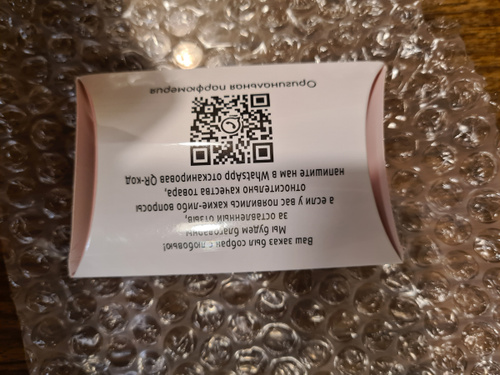 Ваш заказ был собран с любовью!
Мы будем благодарны
за оставленный отзыв,
а если у вас появились какие-либо вопросы
относительно качества товара,
напишите нам в WhatsApp отсканировав QR-код
Оригинальная парфюмерия